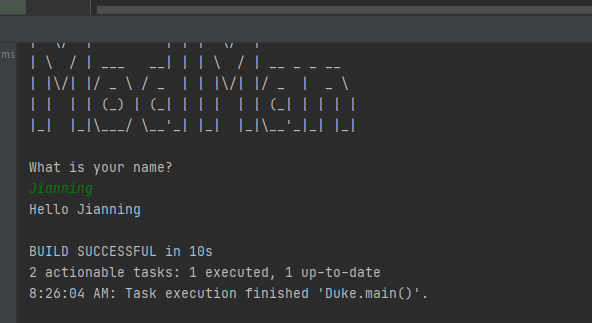 ms
| \/ | | | | \/ |
| \ / | ___ __| | | \ / | __ _ _ __
| |\/| |/ _ \ / _ | | |\/| |/ _ | _ \
| | | | (_) | (_| | | | | | (_| | | | |
|_| |_|\___/ \__'_| |_| |_|\__'_|_| |_|
What is your name?
Jianning
Hello Jianning
BUILD SUCCESSFUL in 10s
2 actionable tasks: 1 executed, 1 up-to-date
8:26:04 AM: Task execution finished 'Duke.main()'.